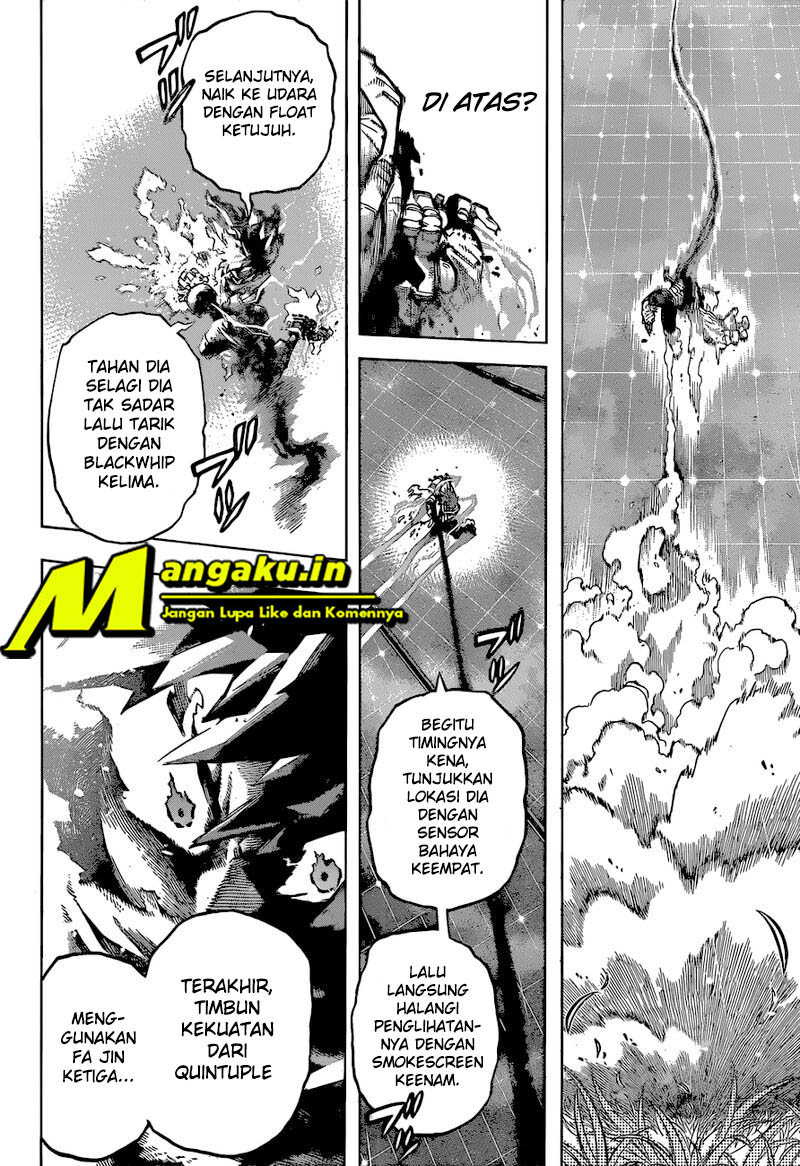 DI ATAS?
BEGITU
TIMINGNYA
KENA,
TUNJUKKAN
LOKASI DIA
DENGAN
SENSOR
BAHAYA
KEEMPAT.
LALU
LANGSUNG
HALANGI
PENGLIHATAN-
NYA DENGAN
SMOKESCREEN
KEENAM.
SELANJUTNYA,
NAIK KE UDARA
DENGAN FLOAT
KETUJUH.
TAHAN DIA
SELAGI DIA
TAK SADAR
LALU TARIK
DENGAN
BLACKWHIP
KELIMA.
Mangaku.in
Jangan Lupa Like dan Komennya
TERAKHIR,
TIMBUN
KEKUATAN
DARI
QUINTUPLE
MENG-
GUNAKAN
FA JIN
KETIGA...